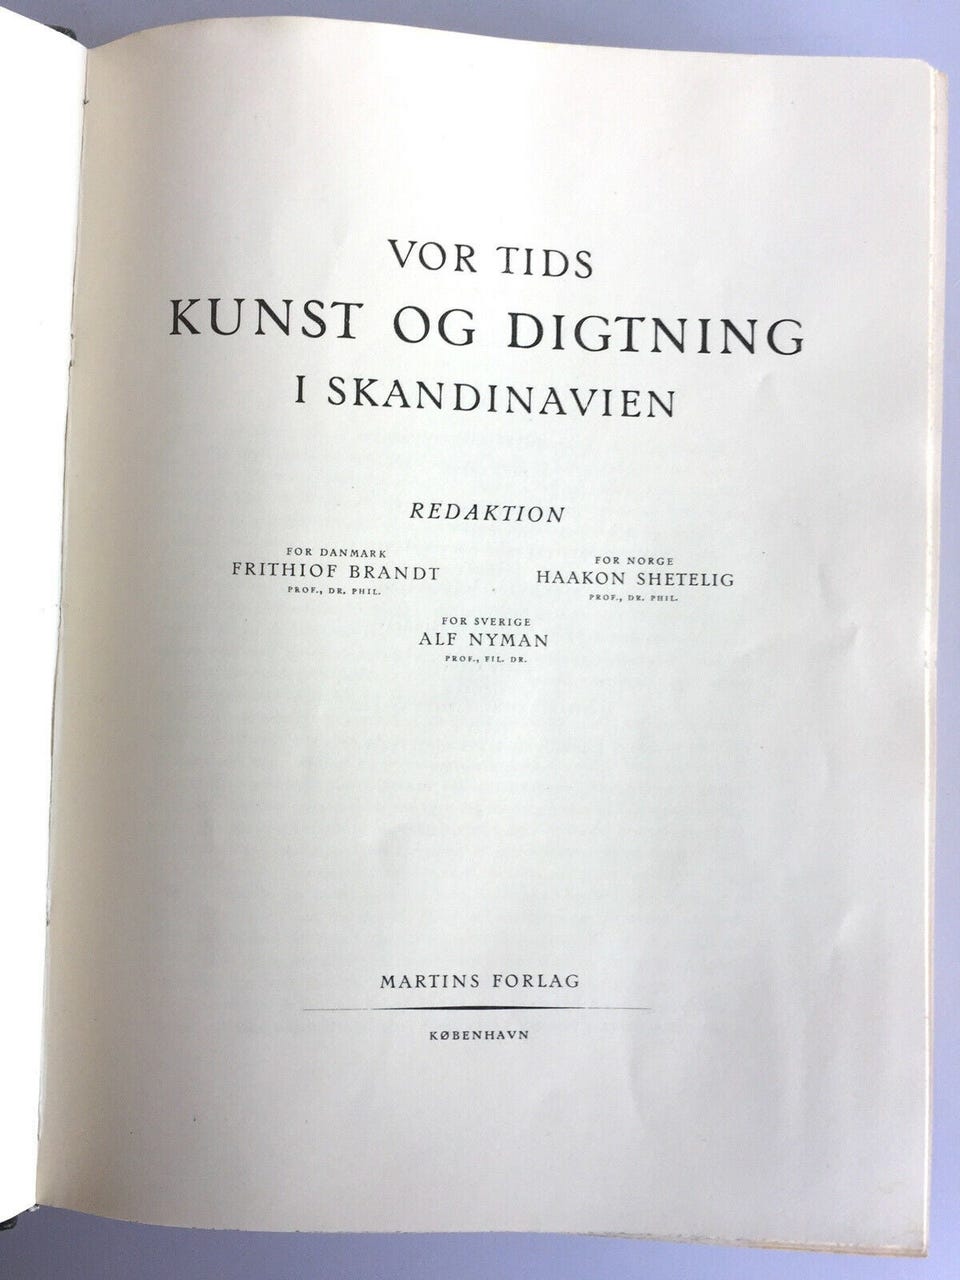 VOR TIDS
KUNST OG DIGTNING
I SKANDINAVIEN
REDAKTION
FOR DANMARK
FRITHIOF BRANDT
PROF., DR. PHIL.
FOR NORGE
HAAKON SHETELIG
PROF., DR. PHIL.
FOR SVERIGE
ALF NYMAN
PROF., FIL. DR.
MARTINS FORLAG
KØBENHAVN